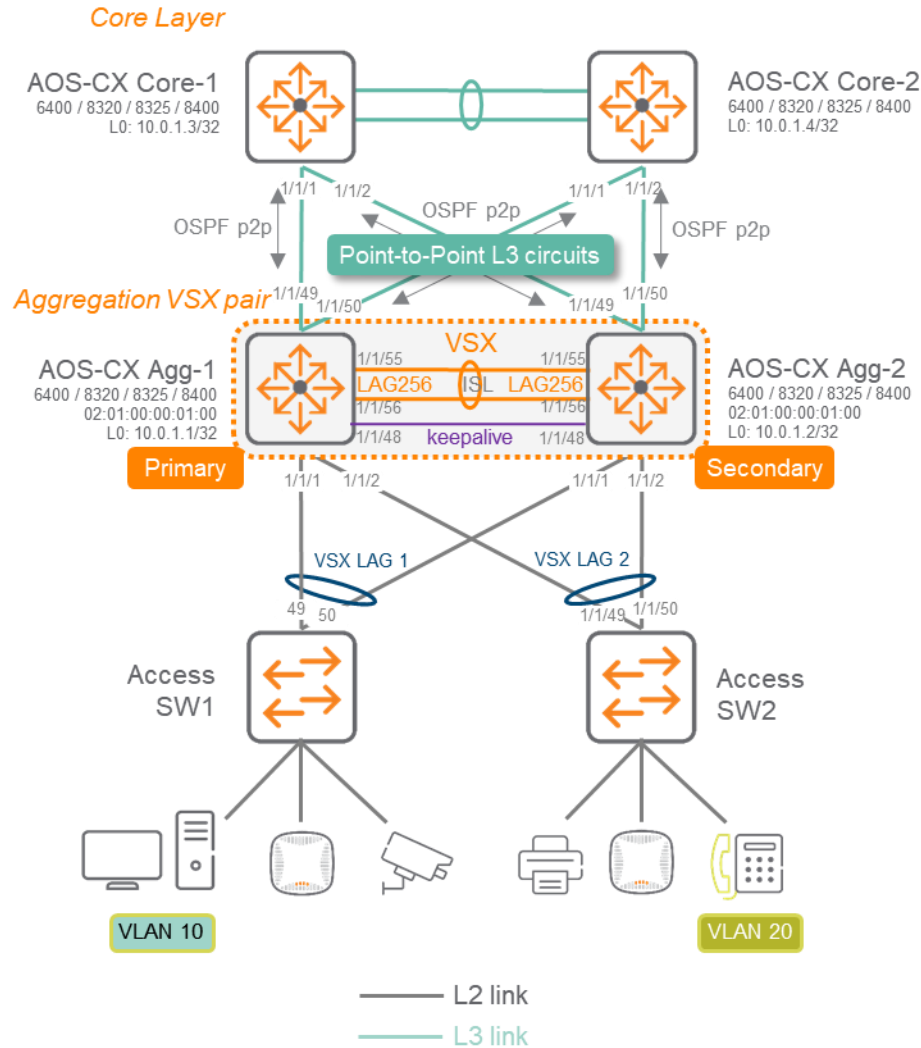 Core Layer
AOS-CX Core-1
6400 / 8320 / 8325 / 8400
L0: 10.0.1.3/32
AOS-CX Core-2
6400 / 8320 / 8325 / 8400
L0: 10.0.1.4/32
1/1/1
1/1/2
1/1/1
1/1/2
OSPF p2p
OSPF p2p
OSPF p2p
Point-to-Point L3 circuits
Aggregation VSX pair
1/1/49
1/1/50
1/1/49
1/1/50
VSX
AOS-CX Agg-1
6400 / 8320 / 8325 / 8400
02:01:00:00:01:00
L0: 10.0.1.1/32
1/1/55
1/1/55
LAG256
ISL
LAG256
1/1/56
1/1/56
1/1/48
keepalive
1/1/48
AOS-CX Agg-2
6400 / 8320 / 8325 / 8400
02:01:00:00:01:00
L0: 10.0.1.2/32
Primary
Secondary
1/1/1
1/1/2
1/1/1
1/1/2
VSX LAG 1
VSX LAG 2
49
50
1/1/49
1/1/50
Access
SW1
Access
SW2
VLAN 10
VLAN 20
L2 link
L3 link